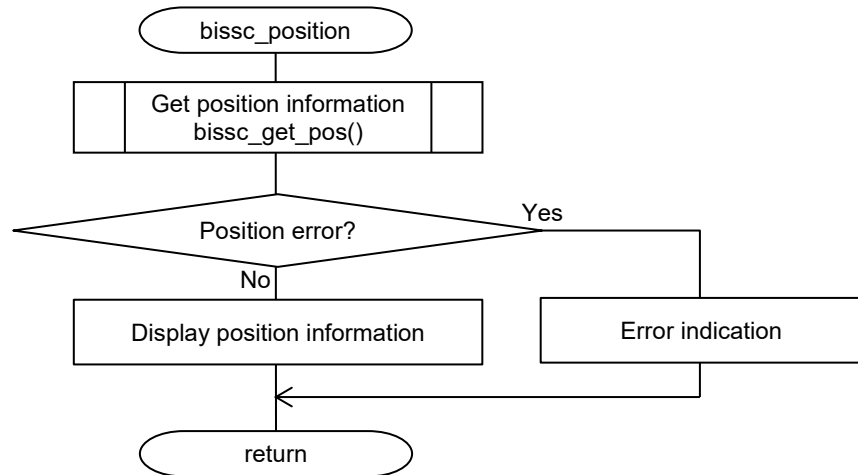 bissc_position
Get position information
bissc_get_pos()
Position error?
Yes
No
Display position information
Error indication
return